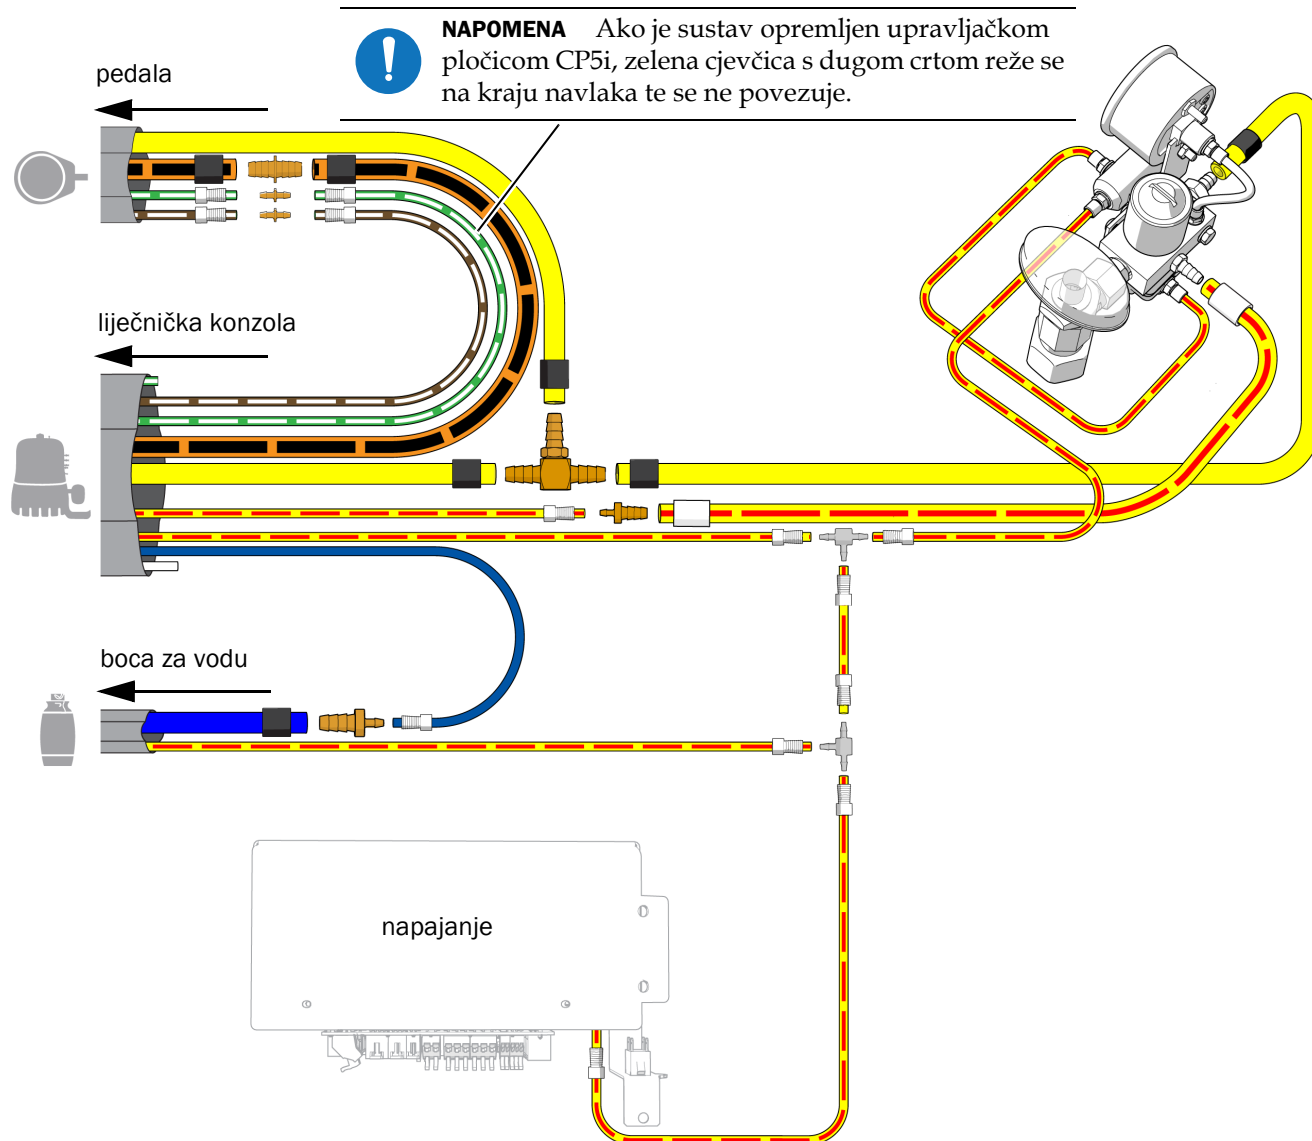 NAPOMENA Ako je sustav opremljen upravljačkom
pločicom CP5i, zelena cjevčica s dugom crtom reže se
na kraju navlaka te se ne povezuje.
pedala
liječnička konzola
boca za vodu
napajanje